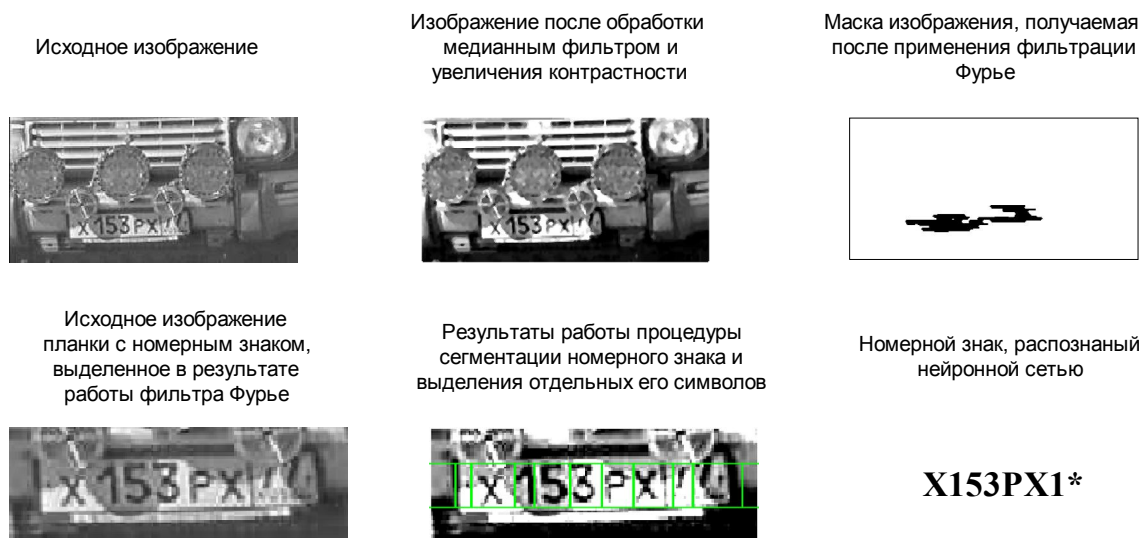 Исходное изображение
Изображение после обработки
медианным фильтром и
увеличения контрастности
Маска изображения, получаемая
после применения фильтрации
Фурье
X153PX
X153PX
Исходное изображение
планки с номерным знаком,
выделенное в результате
работы фильтра Фурье
Результаты работы процедуры
сегментации номерного знака и
выделения отдельных его символов
Номерной знак, распознаный
нейронной сетью
X153PX
X153PX
X153PX1*